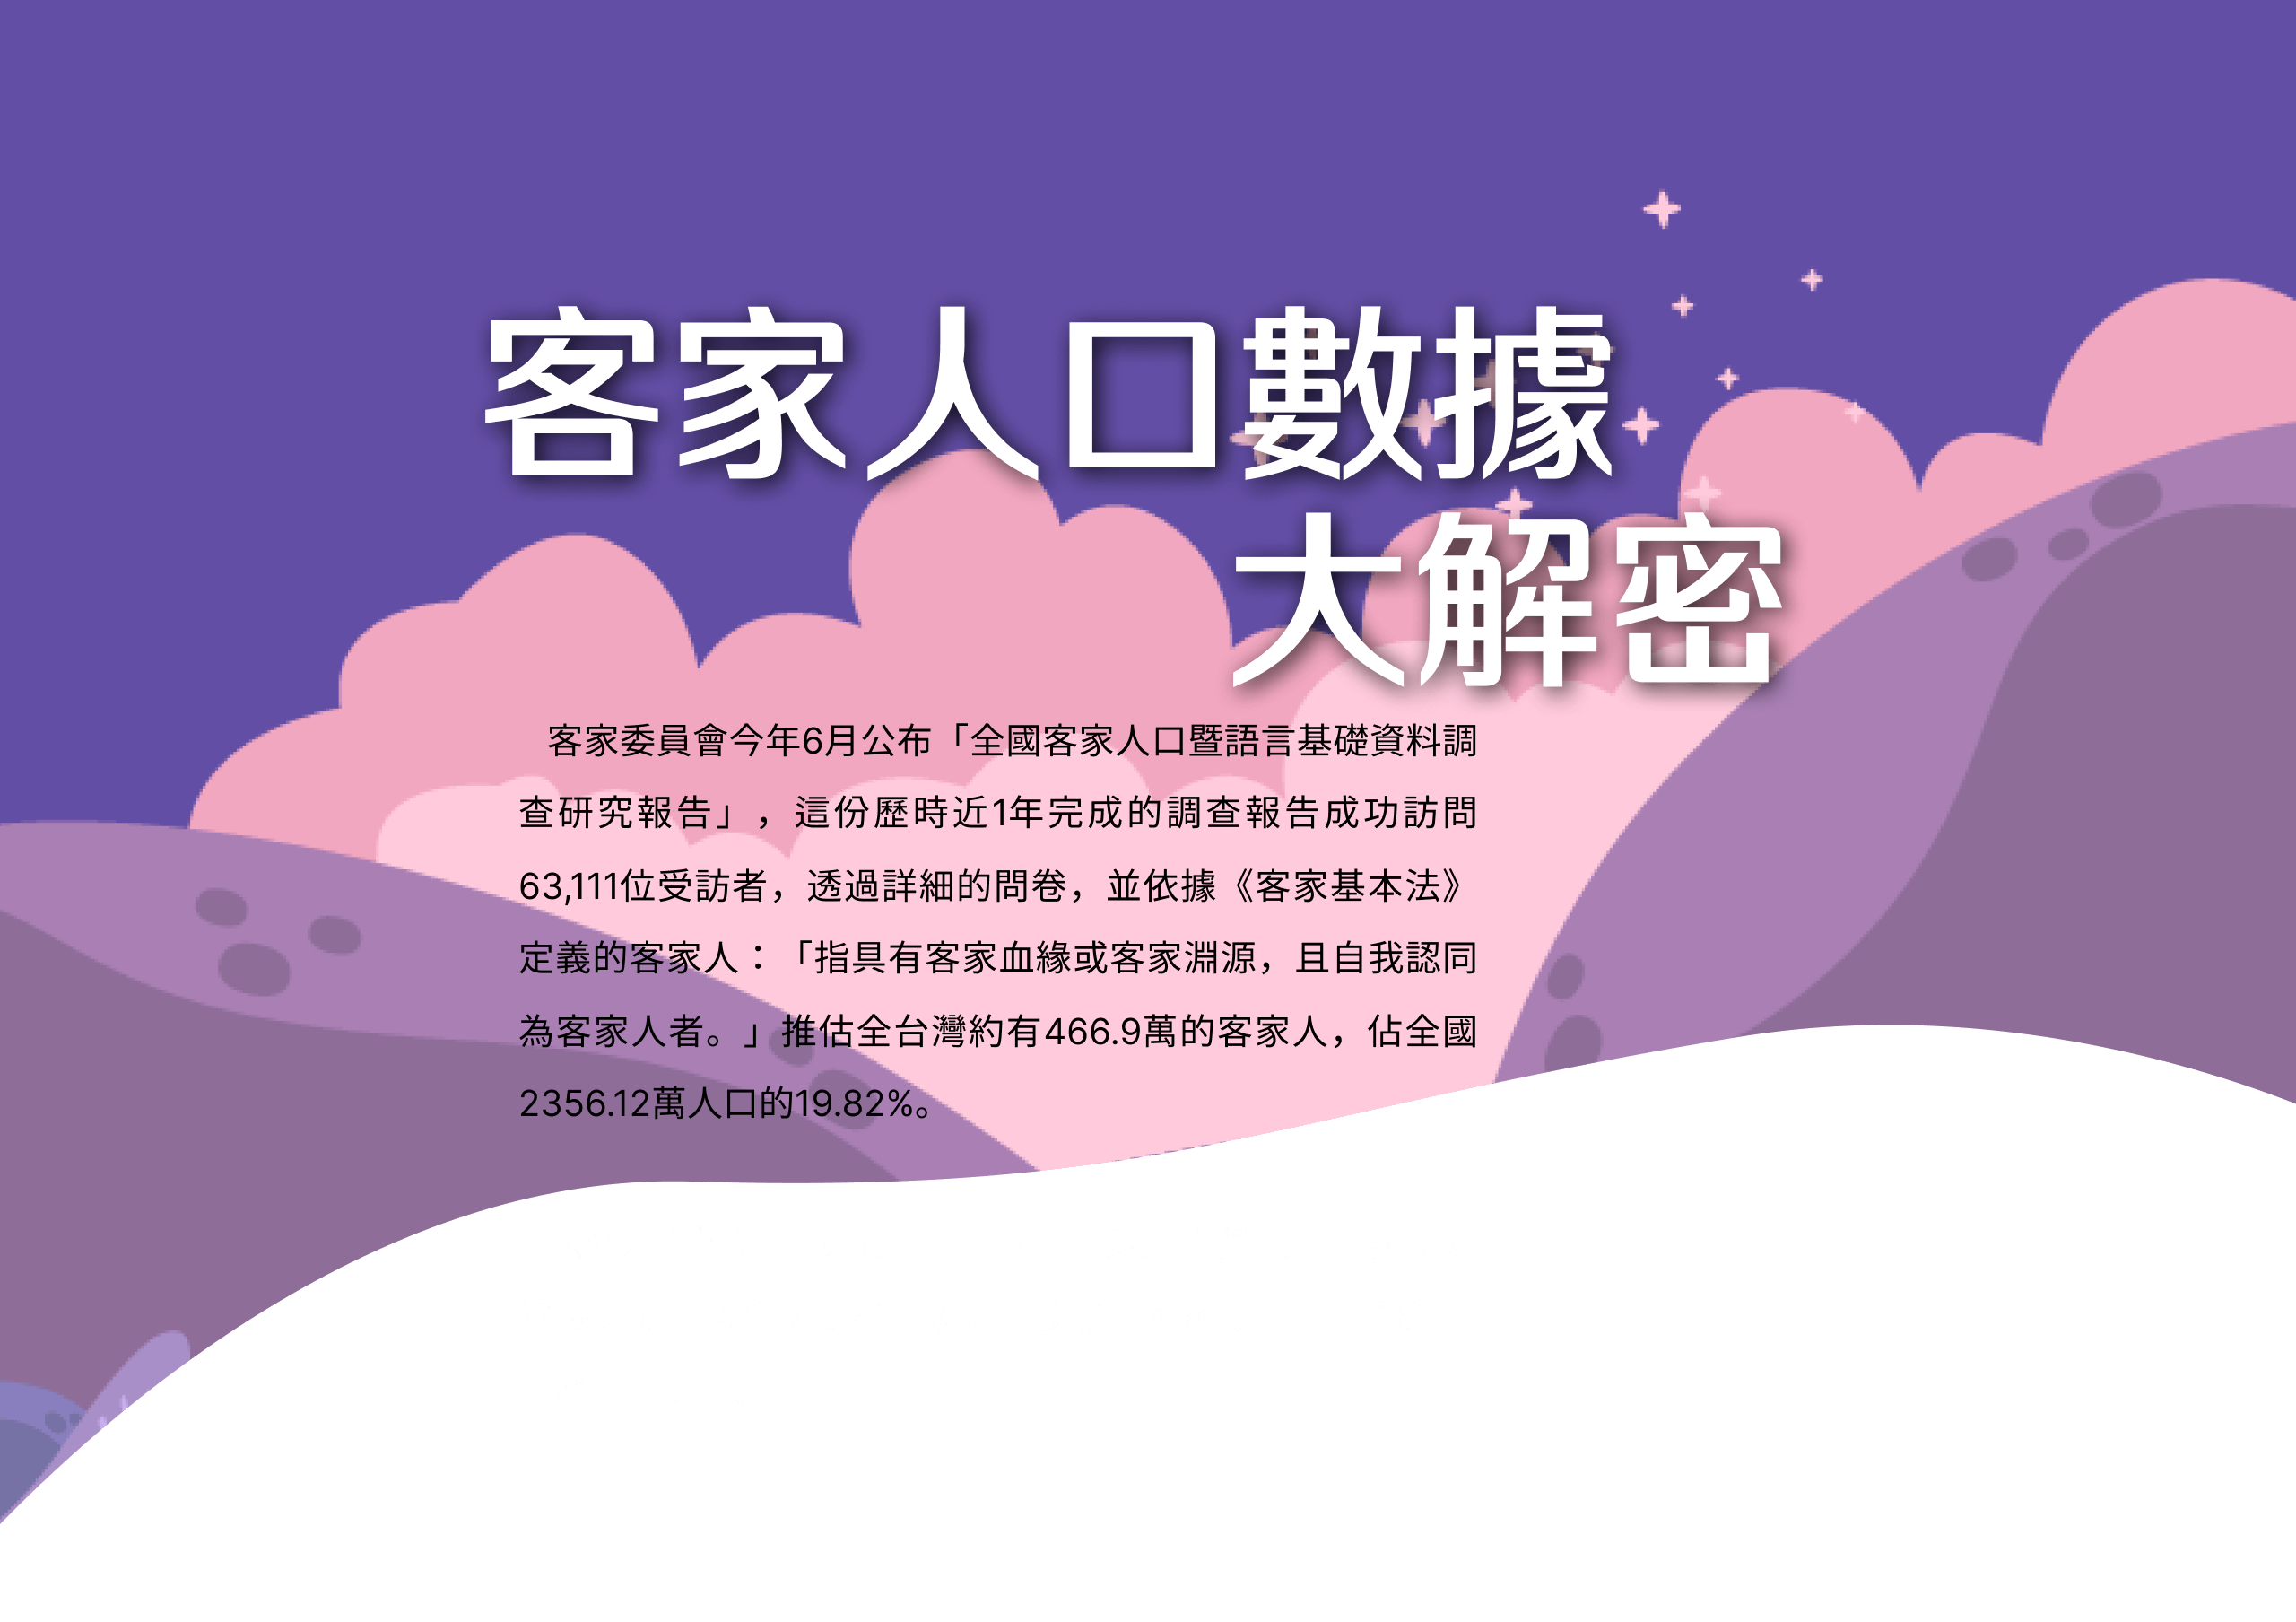 客家人口數據
大解密
客家委員會今年6月公布「全國客家人口暨語言基礎資料調
查研究報告」，這份歷時近1年完成的調查報告成功訪問
63,111位受訪者，透過詳細的問卷，並依據《客家基本法》
定義的客家人：「指具有客家血緣或客家淵源，且自我認同
為客家人者。」推估全台灣約有466.9萬的客家人，佔全國
2356.12萬人口的19.82%。